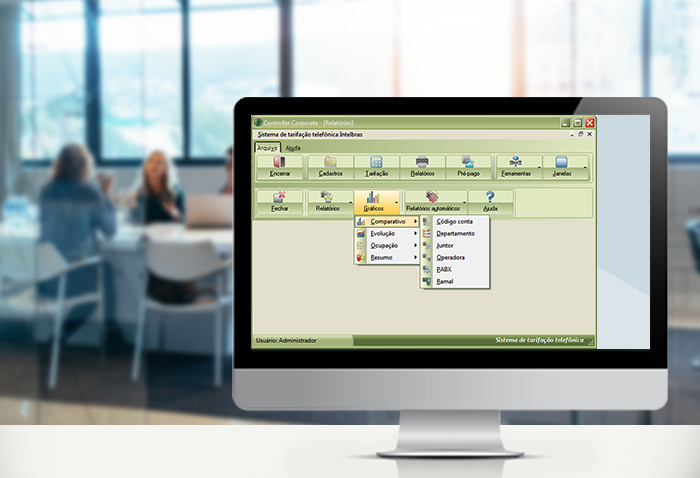 Controller Corporate - [Relatórios]
Sistema de tarifação telefônica Intelbras
Arquivo Ajuda
Encerrar Cadastros Tarifação Relatórios Pré-pago Ferramentas Janelas
Fechar Relatórios Gráficos Relatórios automáticos Ajuda
Comparativo
Evolução
Ocupação
Resumo
Código conta
Departamento
Juntor
Operadora
PABX
Ramal
Usuário: Administrador
Sistema de tarifação telefônica